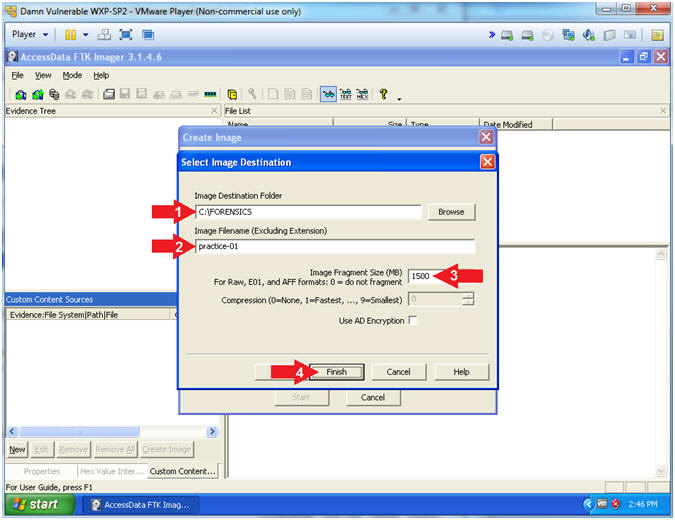 Damn Vulnerable WXP-SP2 - VMware Player (Non-commercial use only)
Player
AccessData FTK Imager 3.1.4.6
File View Mode Help
TEXT HEX
Evidence Tree
File List
Name Size Type Date Modified
Create Image
Select Image Destination
Image Destination Folder
1 C:\FORENSICS Browse
Image Filename (Excluding Extension)
2 practice-01
Image Fragment Size (MB)
For Raw, E01, and AFF formats: 0 = do not fragment
1500 3
Compression (0=None, 1=Fastest, ..., 9=Smallest) 0
Use AD Encryption
4 Finish Cancel Help
Start Cancel
Custom Content Sources
Evidence:File System|Path|File
New Edit Remove Remove All Create Image
Properties Hex Value Inter... Custom Content...
For User Guide, press F1
start AccessData FTK Imag... 2:46 PM